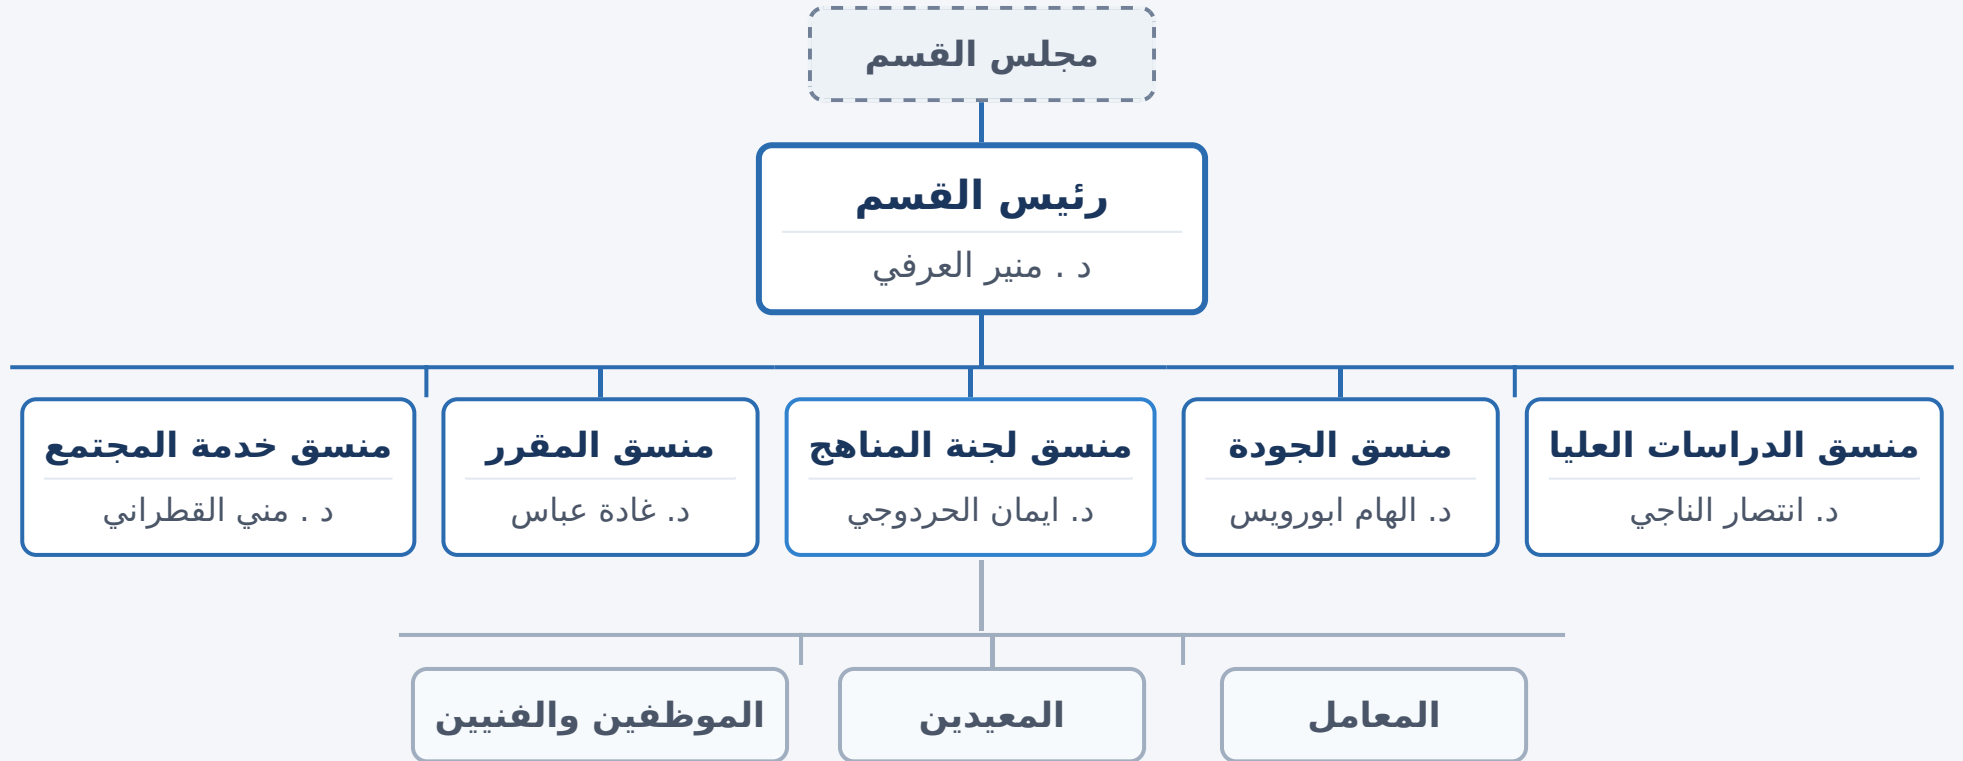 مجلس القسم
رئيس القسم
د . منير العرفي
منسق الدراسات العليا
د. انتصار الناجي
منسق الجودة
د. الهام ابورويس
منسق لجنة المناهج
د. ايمان الحردوجي
منسق المقرر
د. غادة عباس
منسق خدمة المجتمع
د . مني القطراني
المعامل
المعيدين
الموظفين والفنيين